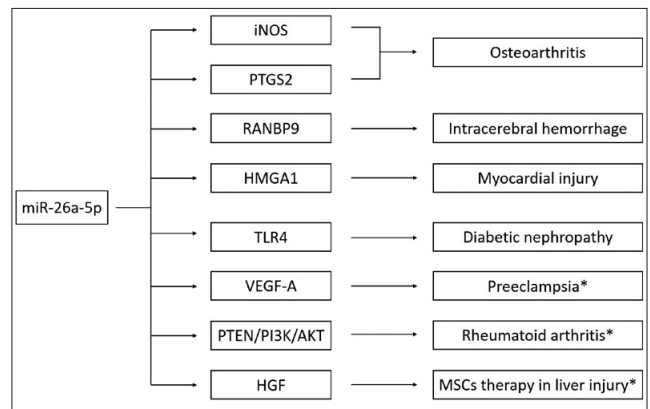 iNOS
PTGS2
Osteoarthritis
RANBP9
Intracerebral hemorrhage
HMGA1
Myocardial injury
miR-26a-5p
TLR4
Diabetic nephropathy
VEGF-A
Preeclampsia*
PTEN/PI3K/AKT
Rheumatoid arthritis*
HGF
MSCs therapy in liver injury*